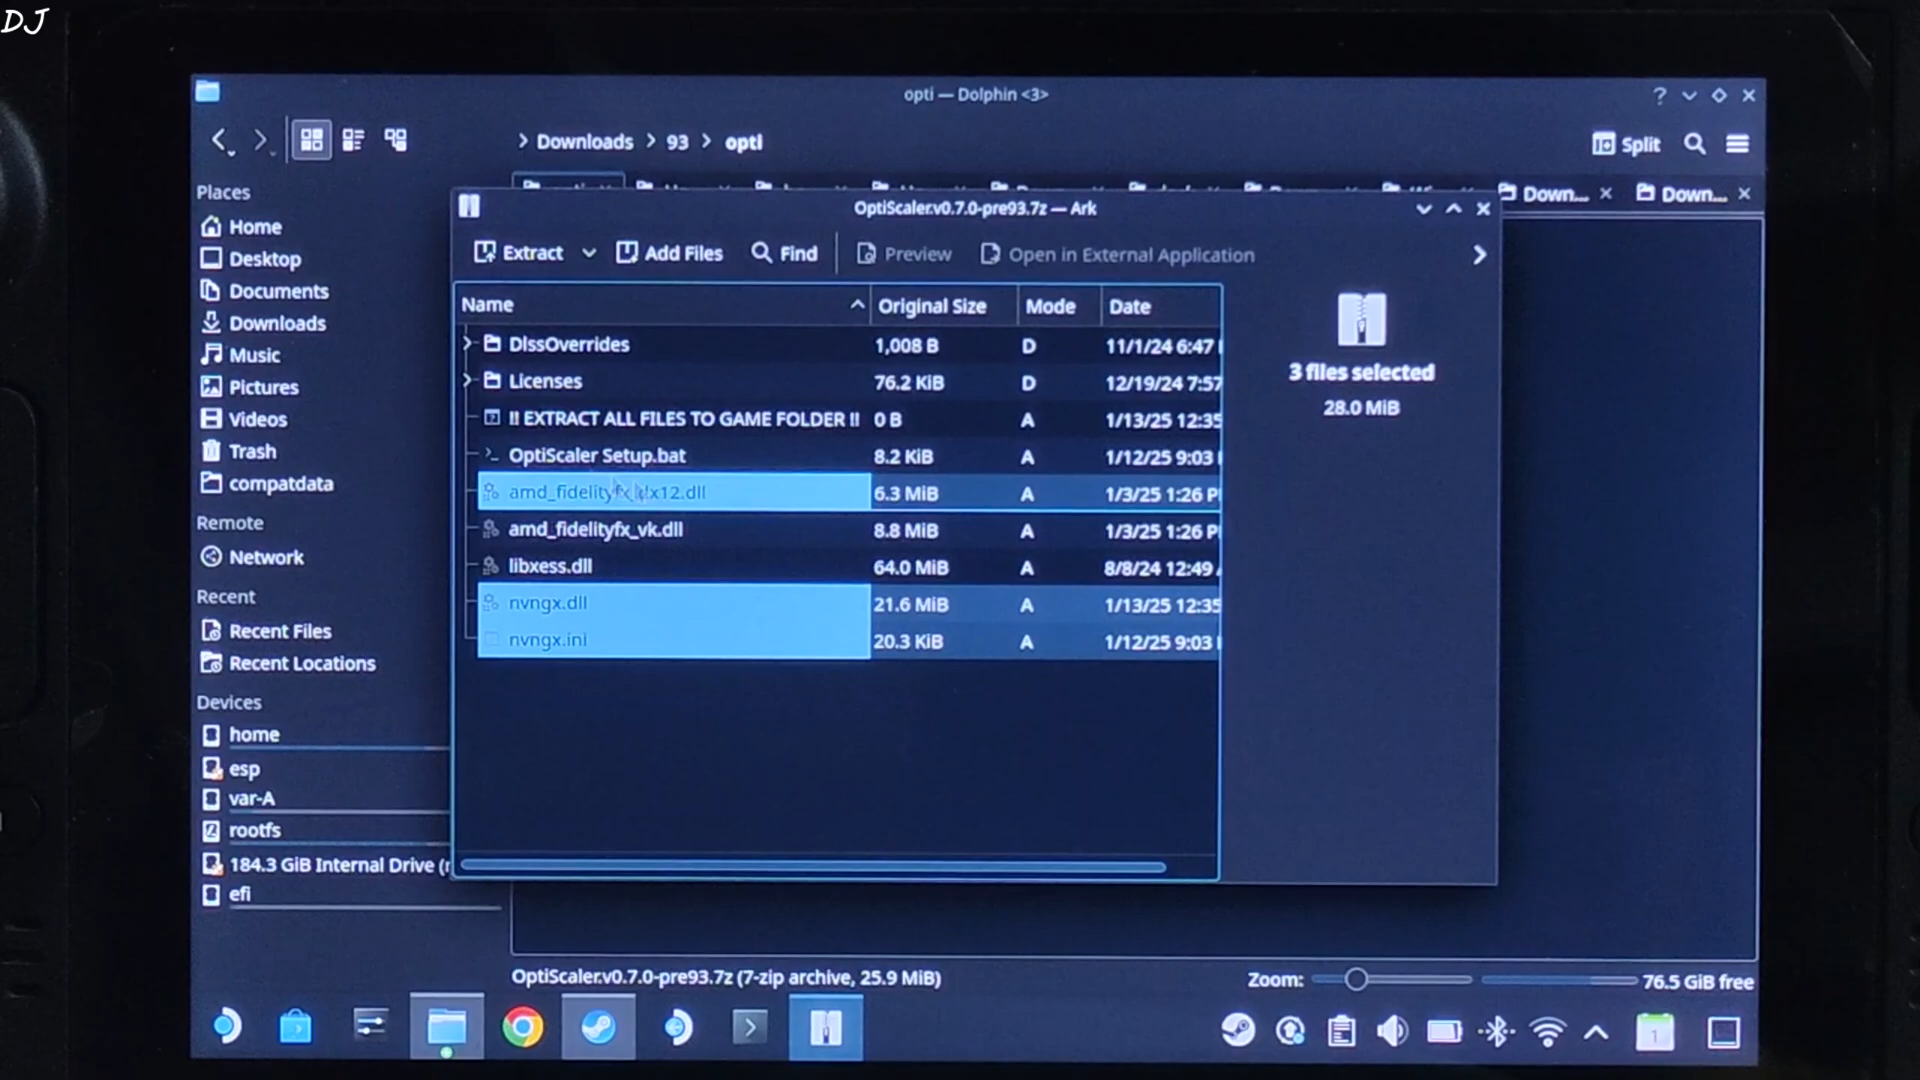 DJ
opti — Dolphin <3>
Downloads 93 opti
Split
Places
Home
Desktop
Documents
Downloads
Music
Pictures
Videos
Trash
compatdata
Remote
Network
Recent
Recent Files
Recent Locations
Devices
home
esp
var-A
rootfs
184.3 GiB Internal Drive
efi
Down... Down...
OptiScaler.v0.7.0-pre93.7z — Ark
Extract Add Files Find Preview Open in External Application
Name Original Size Mode Date
DlssOverrides 1,008 B D 11/1/24 6:47
Licenses 76.2 KiB D 12/19/24 7:57
!! EXTRACT ALL FILES TO GAME FOLDER !! 0 B A 1/13/25 12:35
OptiScaler Setup.bat 8.2 KiB A 1/12/25 9:03
amd_fidelityfx_dx12.dll 6.3 MiB A 1/3/25 1:26 P
amd_fidelityfx_vk.dll 8.8 MiB A 1/3/25 1:26 P
libxess.dll 64.0 MiB A 8/8/24 12:49
nvngx.dll 21.6 MiB A 1/13/25 12:35
nvngx.ini 20.3 KiB A 1/12/25 9:03
3 files selected
28.0 MiB
OptiScaler.v0.7.0-pre93.7z (7-zip archive, 25.9 MiB)
Zoom:
76.5 GiB free
1